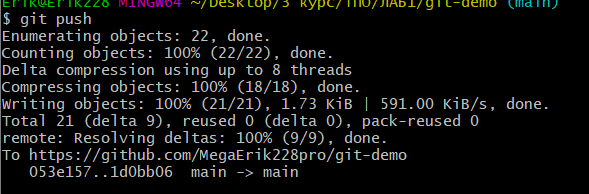 Erik@Erik228 MINGW64 ~/Desktop/3 курс/ТПО/ЛАБ1/git-demo (main)
$ git push
Enumerating objects: 22, done.
Counting objects: 100% (22/22), done.
Delta compression using up to 8 threads
Compressing objects: 100% (18/18), done.
Writing objects: 100% (21/21), 1.73 KiB | 591.00 KiB/s, done.
Total 21 (delta 9), reused 0 (delta 0), pack-reused 0
remote: Resolving deltas: 100% (9/9), done.
To https://github.com/MegaErik228pro/git-demo
   053e157..1d0bb06  main -> main